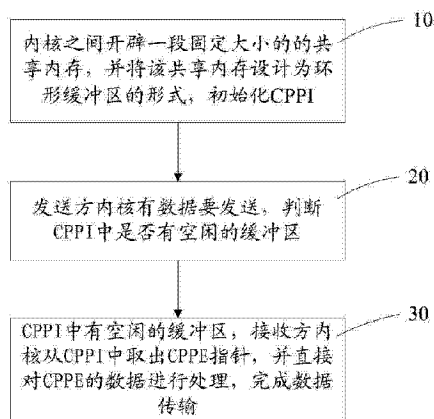 10
内核之间开辟一段固定大小的的共
享内存，并将该共享内存设计为环
形缓冲区的形式，初始化CPPI
20
发送方内核有数据要发送，判断
CPPI中是否有空闲的缓冲区
30
CPPI中有空闲的缓冲区，接收方内
核从CPPI中取出CPPE指针，并直接
对CPPE的数据进行处理，完成数据
传输